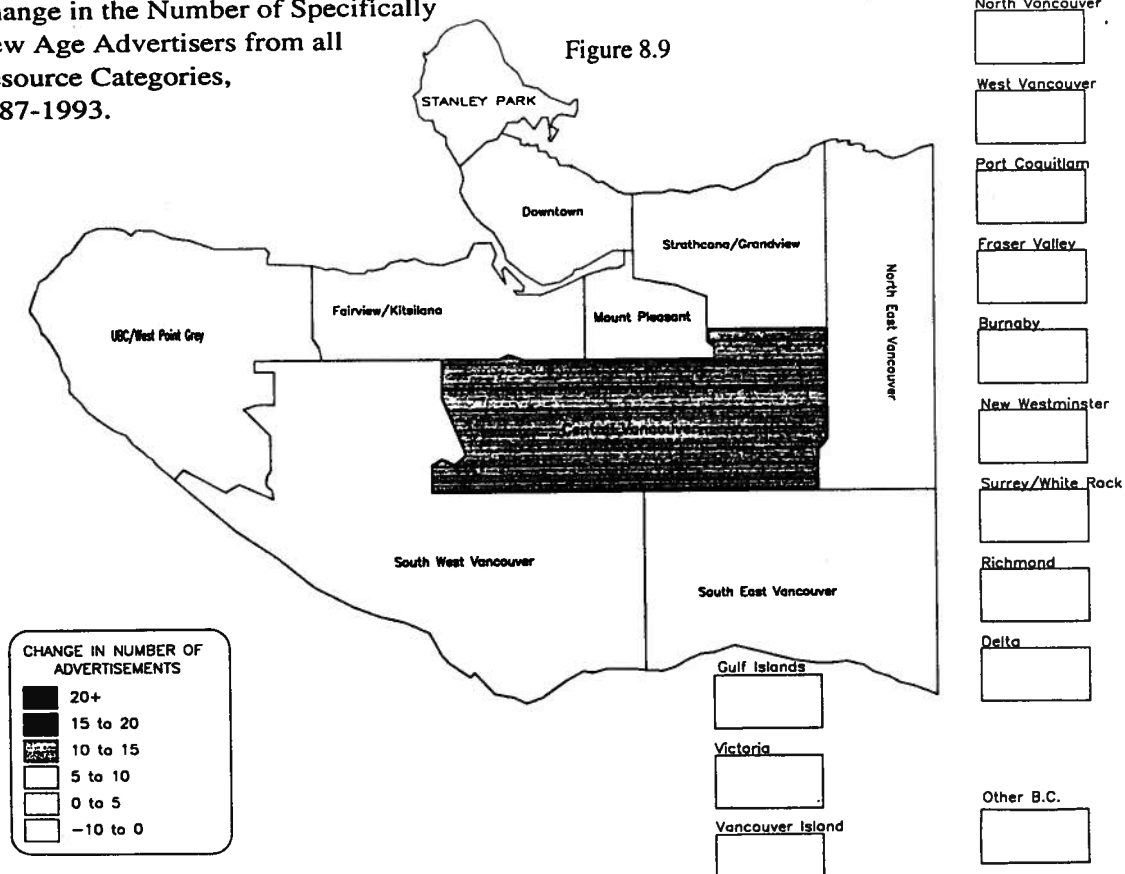 hange in the Number of Specifically
ew Age Advertisers from all
esource Categories,
87-1993.
Figure 8.9
STANLEY PARK
Downtown
Strathcona/Grandview
North East Vancouver
Fairview/Kitsilano
Mount Pleasant
UBC/West Point Grey
Central Vancouver
South West Vancouver
South East Vancouver
CHANGE IN NUMBER OF
ADVERTISEMENTS
20+
15 to 20
10 to 15
5 to 10
0 to 5
-10 to 0
North Vancouver
West Vancouver
Port Coquitlam
Fraser Valley
Burnaby
New Westminster
Surrey/White Rock
Richmond
Delta
Gulf Islands
Victoria
Vancouver Island
Other B.C.